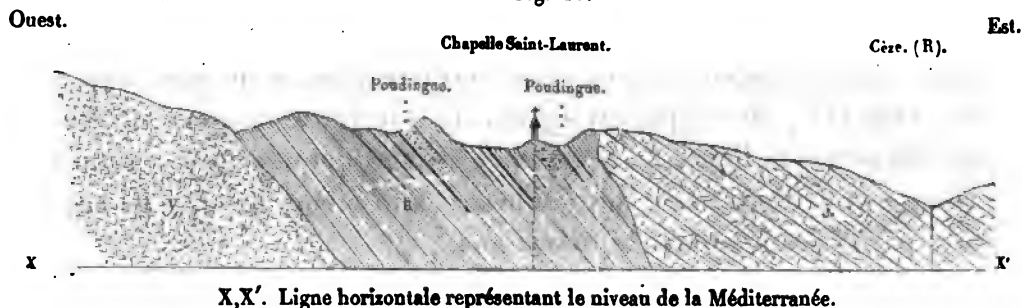 Ouest.
Est.
Chapelle Saint-Laurent.
Cèze. (R).
Poudingue.
Poudingue.
X
X'
X,X'. Ligne horizontale représentant le niveau de la Méditerranée.